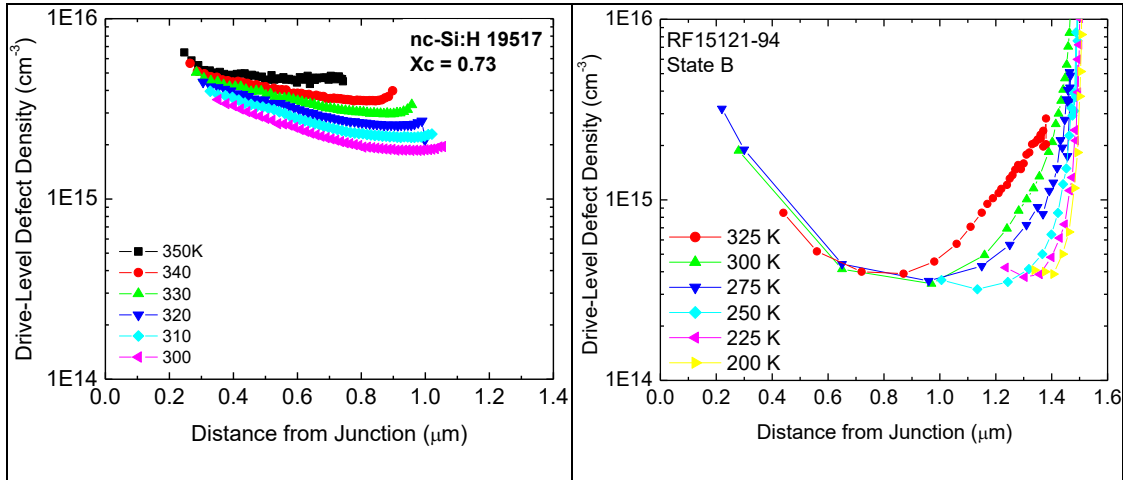 1E16
1E15
1E14
Drive-Level Defect Density (cm⁻³)
nc-Si:H 19517
Xc = 0.73
350K
340
330
320
310
300
0.0 0.2 0.4 0.6 0.8 1.0 1.2 1.4
Distance from Junction (μm)
1E16
1E15
1E14
Drive-Level Defect Density (cm⁻³)
RF15121-94
State B
325 K
300 K
275 K
250 K
225 K
200 K
0.0 0.2 0.4 0.6 0.8 1.0 1.2 1.4 1.6
Distance from Junction (μm)